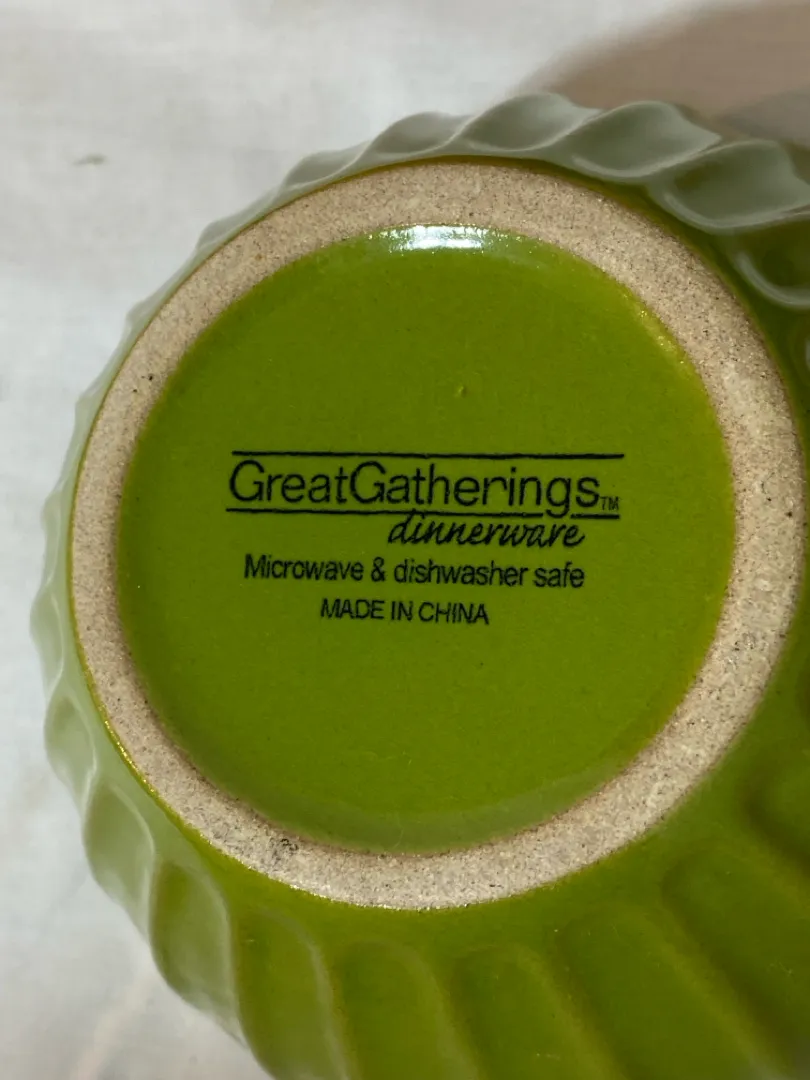 GreatGatherings™
dinnerware
Microwave & dishwasher safe
MADE IN CHINA